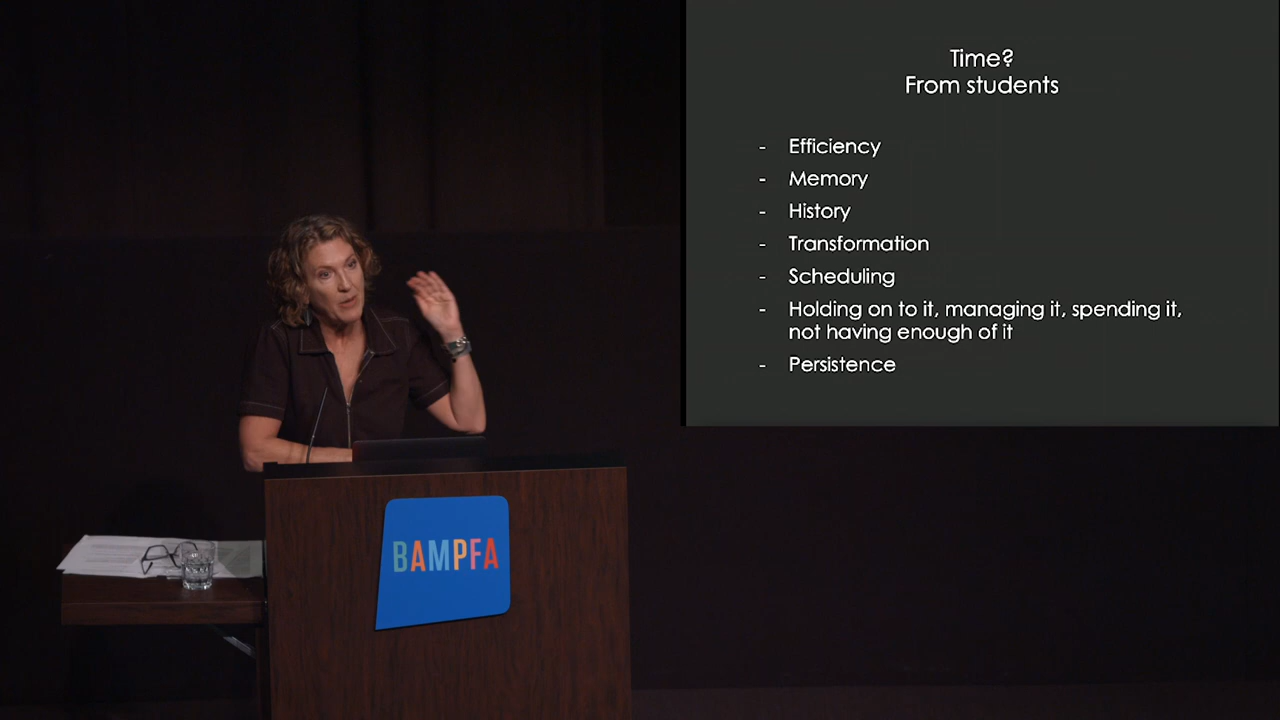 Time?
From students
- Efficiency
- Memory
- History
- Transformation
- Scheduling
- Holding on to it, managing it, spending it,
not having enough of it
- Persistence
BAMPFA